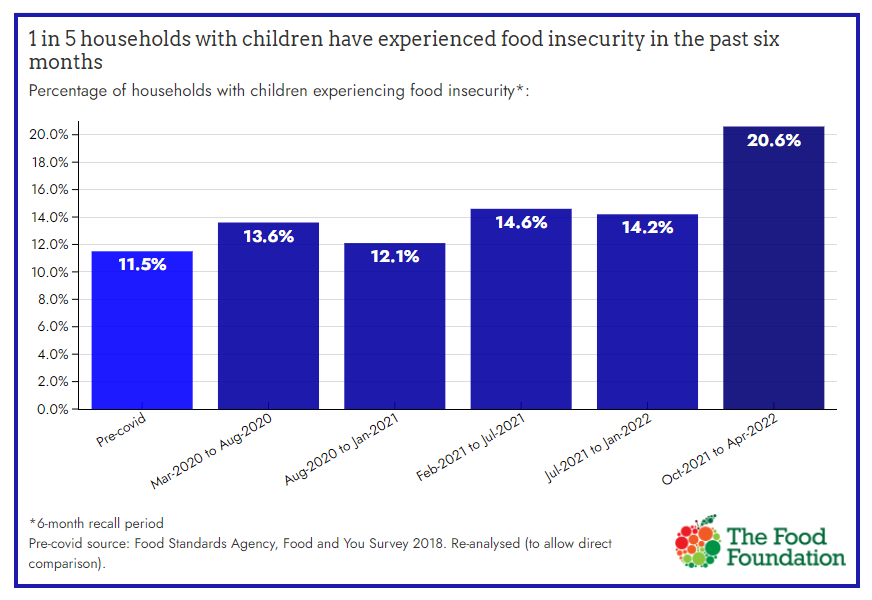 1 in 5 households with children have experienced food insecurity in the past six
months
Percentage of households with children experiencing food insecurity*:
20.0%
18.0%
16.0%
14.0%
12.0%
10.0%
8.0%
6.0%
4.0%
2.0%
0.0%
11.5%
13.6%
12.1%
14.6%
14.2%
20.6%
Pre-covid
Mar-2020 to Aug-2020
Aug-2020 to Jan-2021
Feb-2021 to Jul-2021
Jul-2021 to Jan-2022
Oct-2021 to Apr-2022
*6-month recall period
Pre-covid source: Food Standards Agency, Food and You Survey 2018. Re-analysed (to allow direct
comparison).
The Food
Foundation